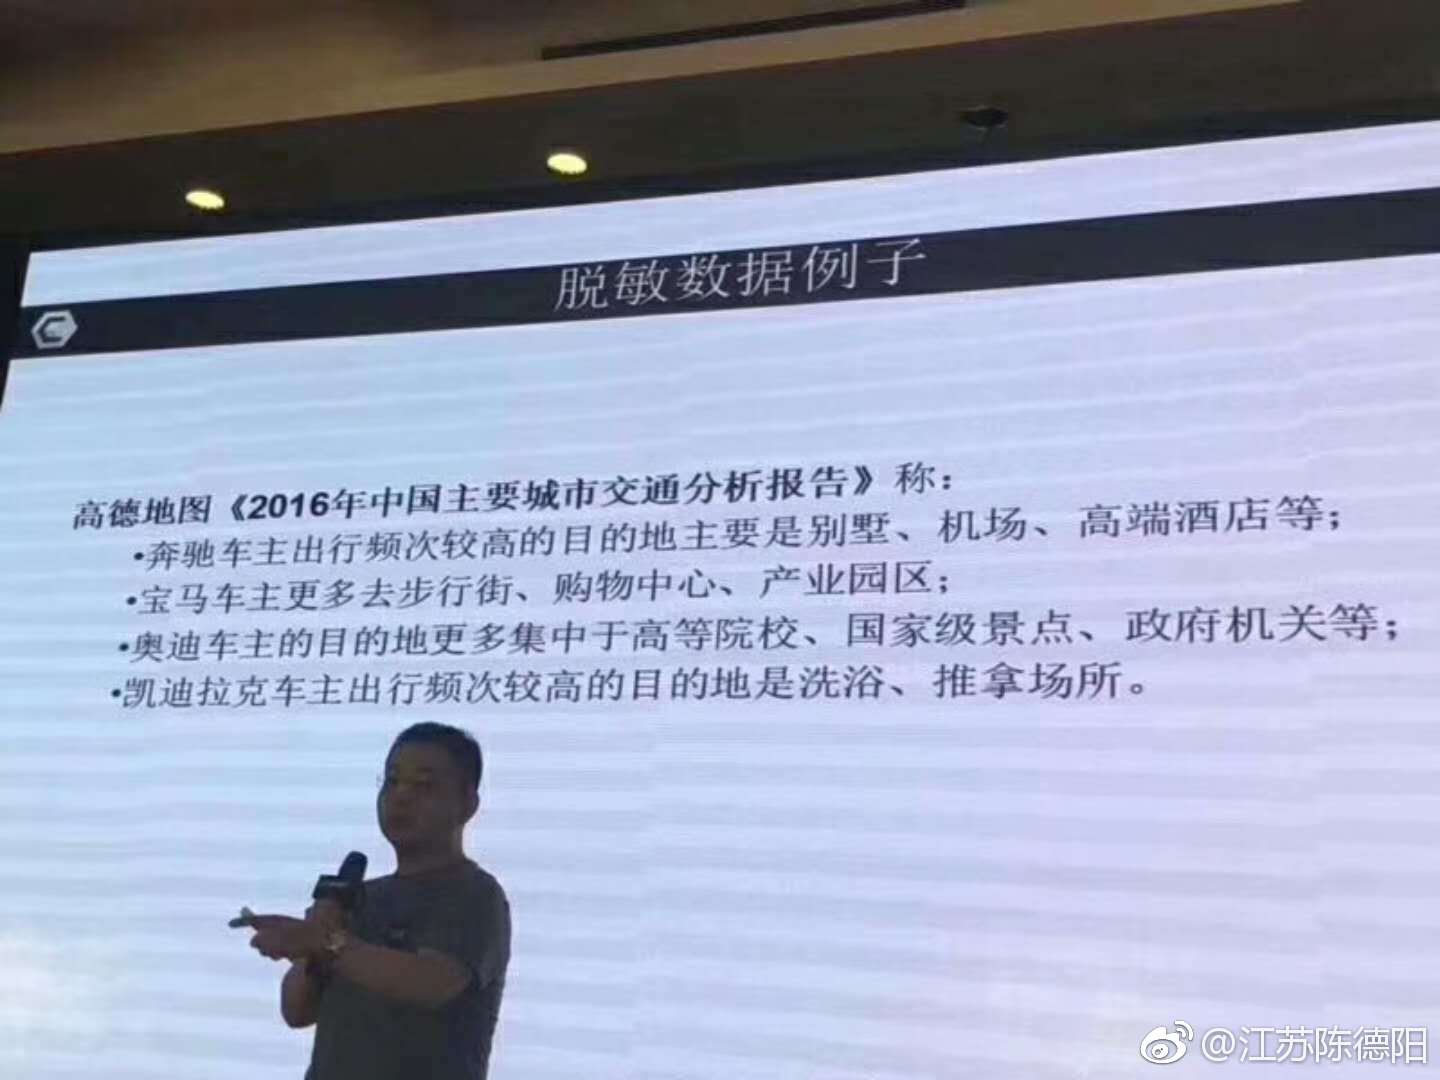 脱敏数据例子
高德地图《2016年中国主要城市交通分析报告》称：
•奔驰车主出行频次较高的目的地主要是别墅、机场、高端酒店等；
•宝马车主更多去步行街、购物中心、产业园区；
•奥迪车主的目的地更多集中于高等院校、国家级景点、政府机关等；
•凯迪拉克车主出行频次较高的目的地是洗浴、推拿场所。
@江苏陈德阳